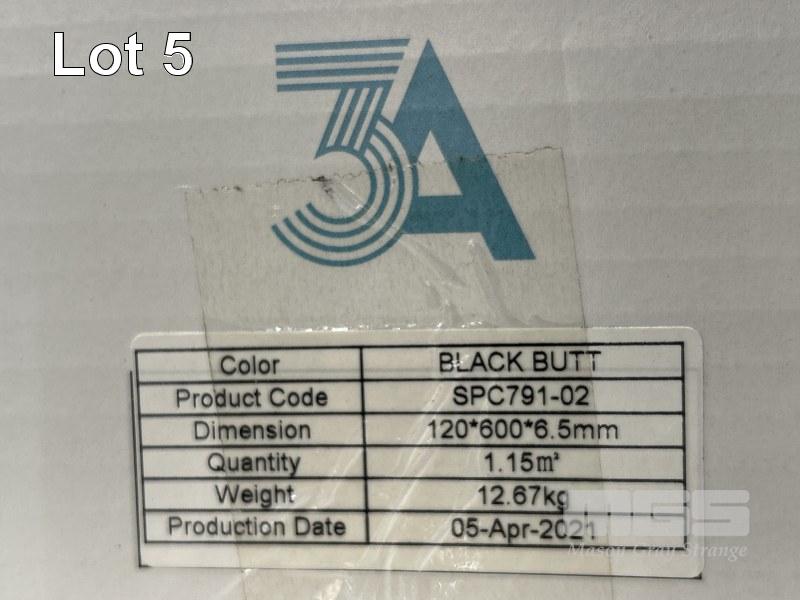 Lot 5
3A
Color BLACK BUTT
Product Code SPC791-02
Dimension 120*600*6.5mm
Quantity 1.15㎡
Weight 12.67kg
Production Date 05-Apr-2021
MGS
Mason Gray Strange